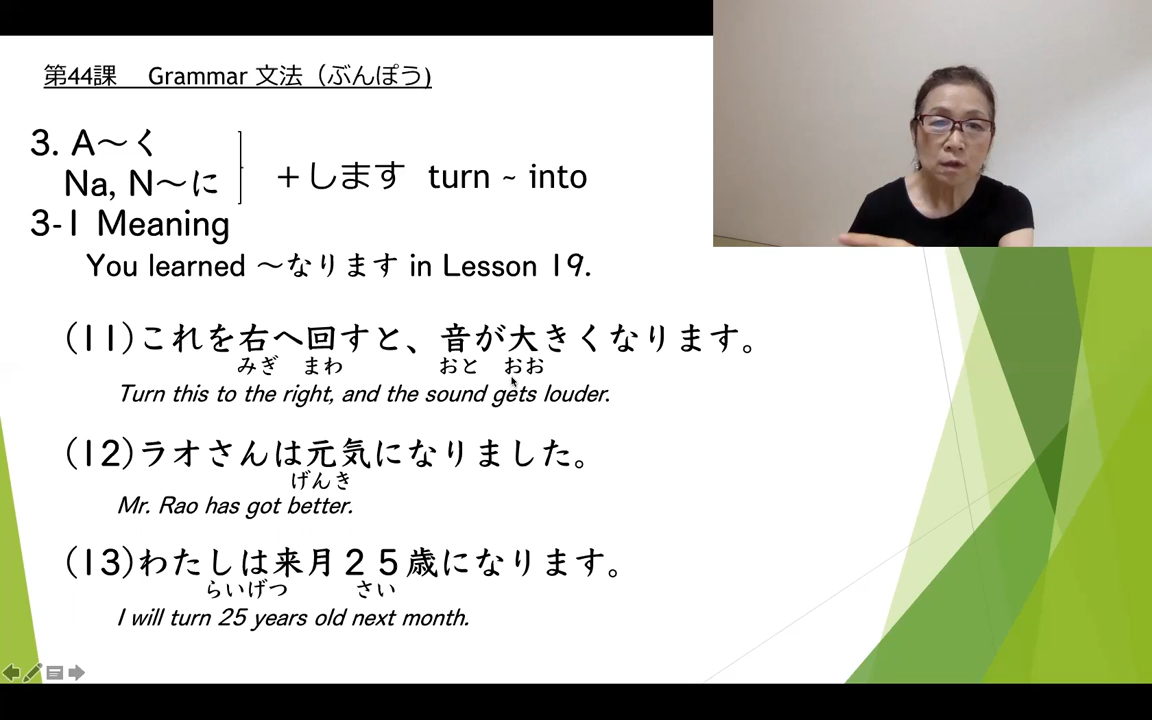 第44課 Grammar 文法（ぶんぽう)
3. A～く
Na, N～に
＋します turn ~ into
3-1 Meaning
You learned ～なります in Lesson 19.
(11)これを右へ回すと、音が大きくなります。
みぎ まわ おと おお
Turn this to the right, and the sound gets louder.
(12)ラオさんは元気になりました。
げんき
Mr. Rao has got better.
(13)わたしは来月２５歳になります。
らいげつ さい
I will turn 25 years old next month.